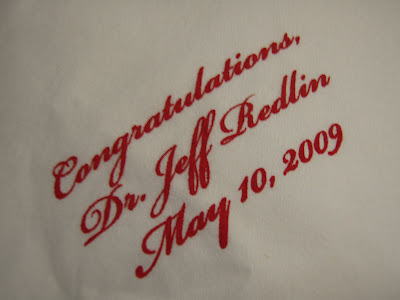 Congratulations,
Dr. Jeff Redlin
May 10, 2009